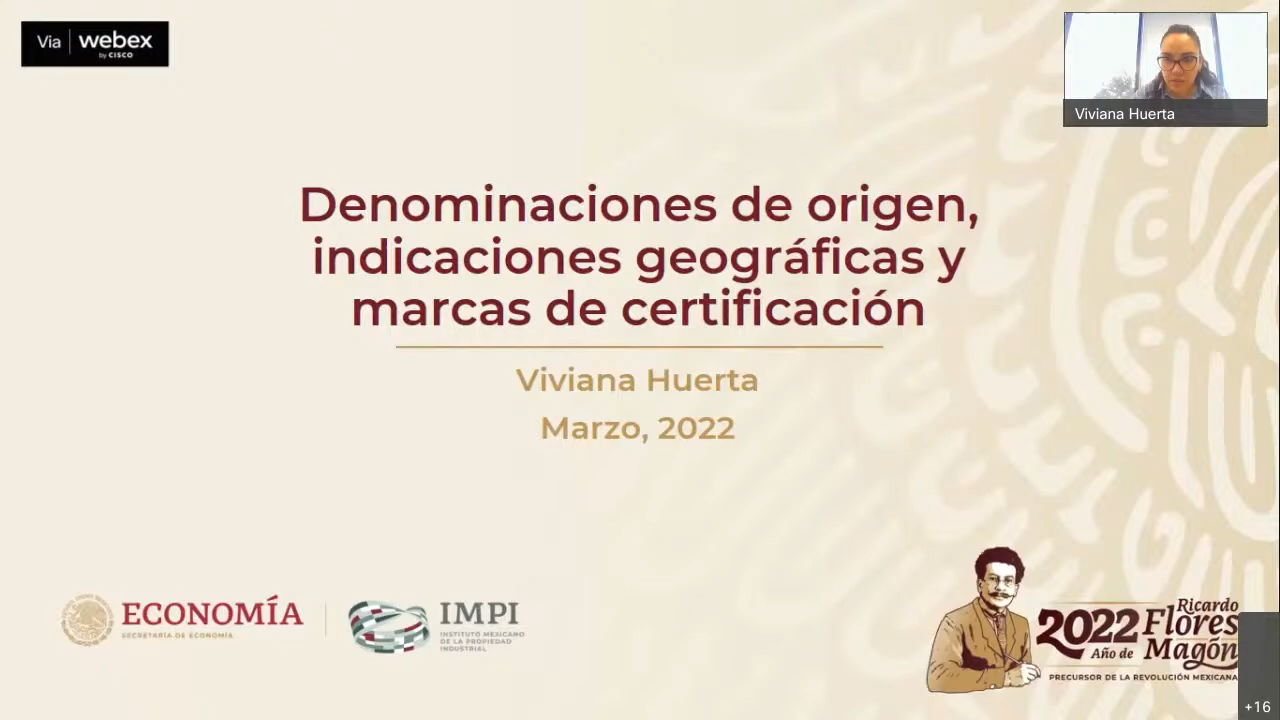 Via webex
by CISCO
Viviana Huerta
Denominaciones de origen,
indicaciones geográficas y
marcas de certificación
Viviana Huerta
Marzo, 2022
ECONOMÍA
SECRETARÍA DE ECONOMÍA
IMPI
INSTITUTO MEXICANO
DE LA PROPIEDAD
INDUSTRIAL
2022
Año de
Ricardo
Flores
Magón
PRECURSOR DE LA REVOLUCIÓN MEXICANA
+16